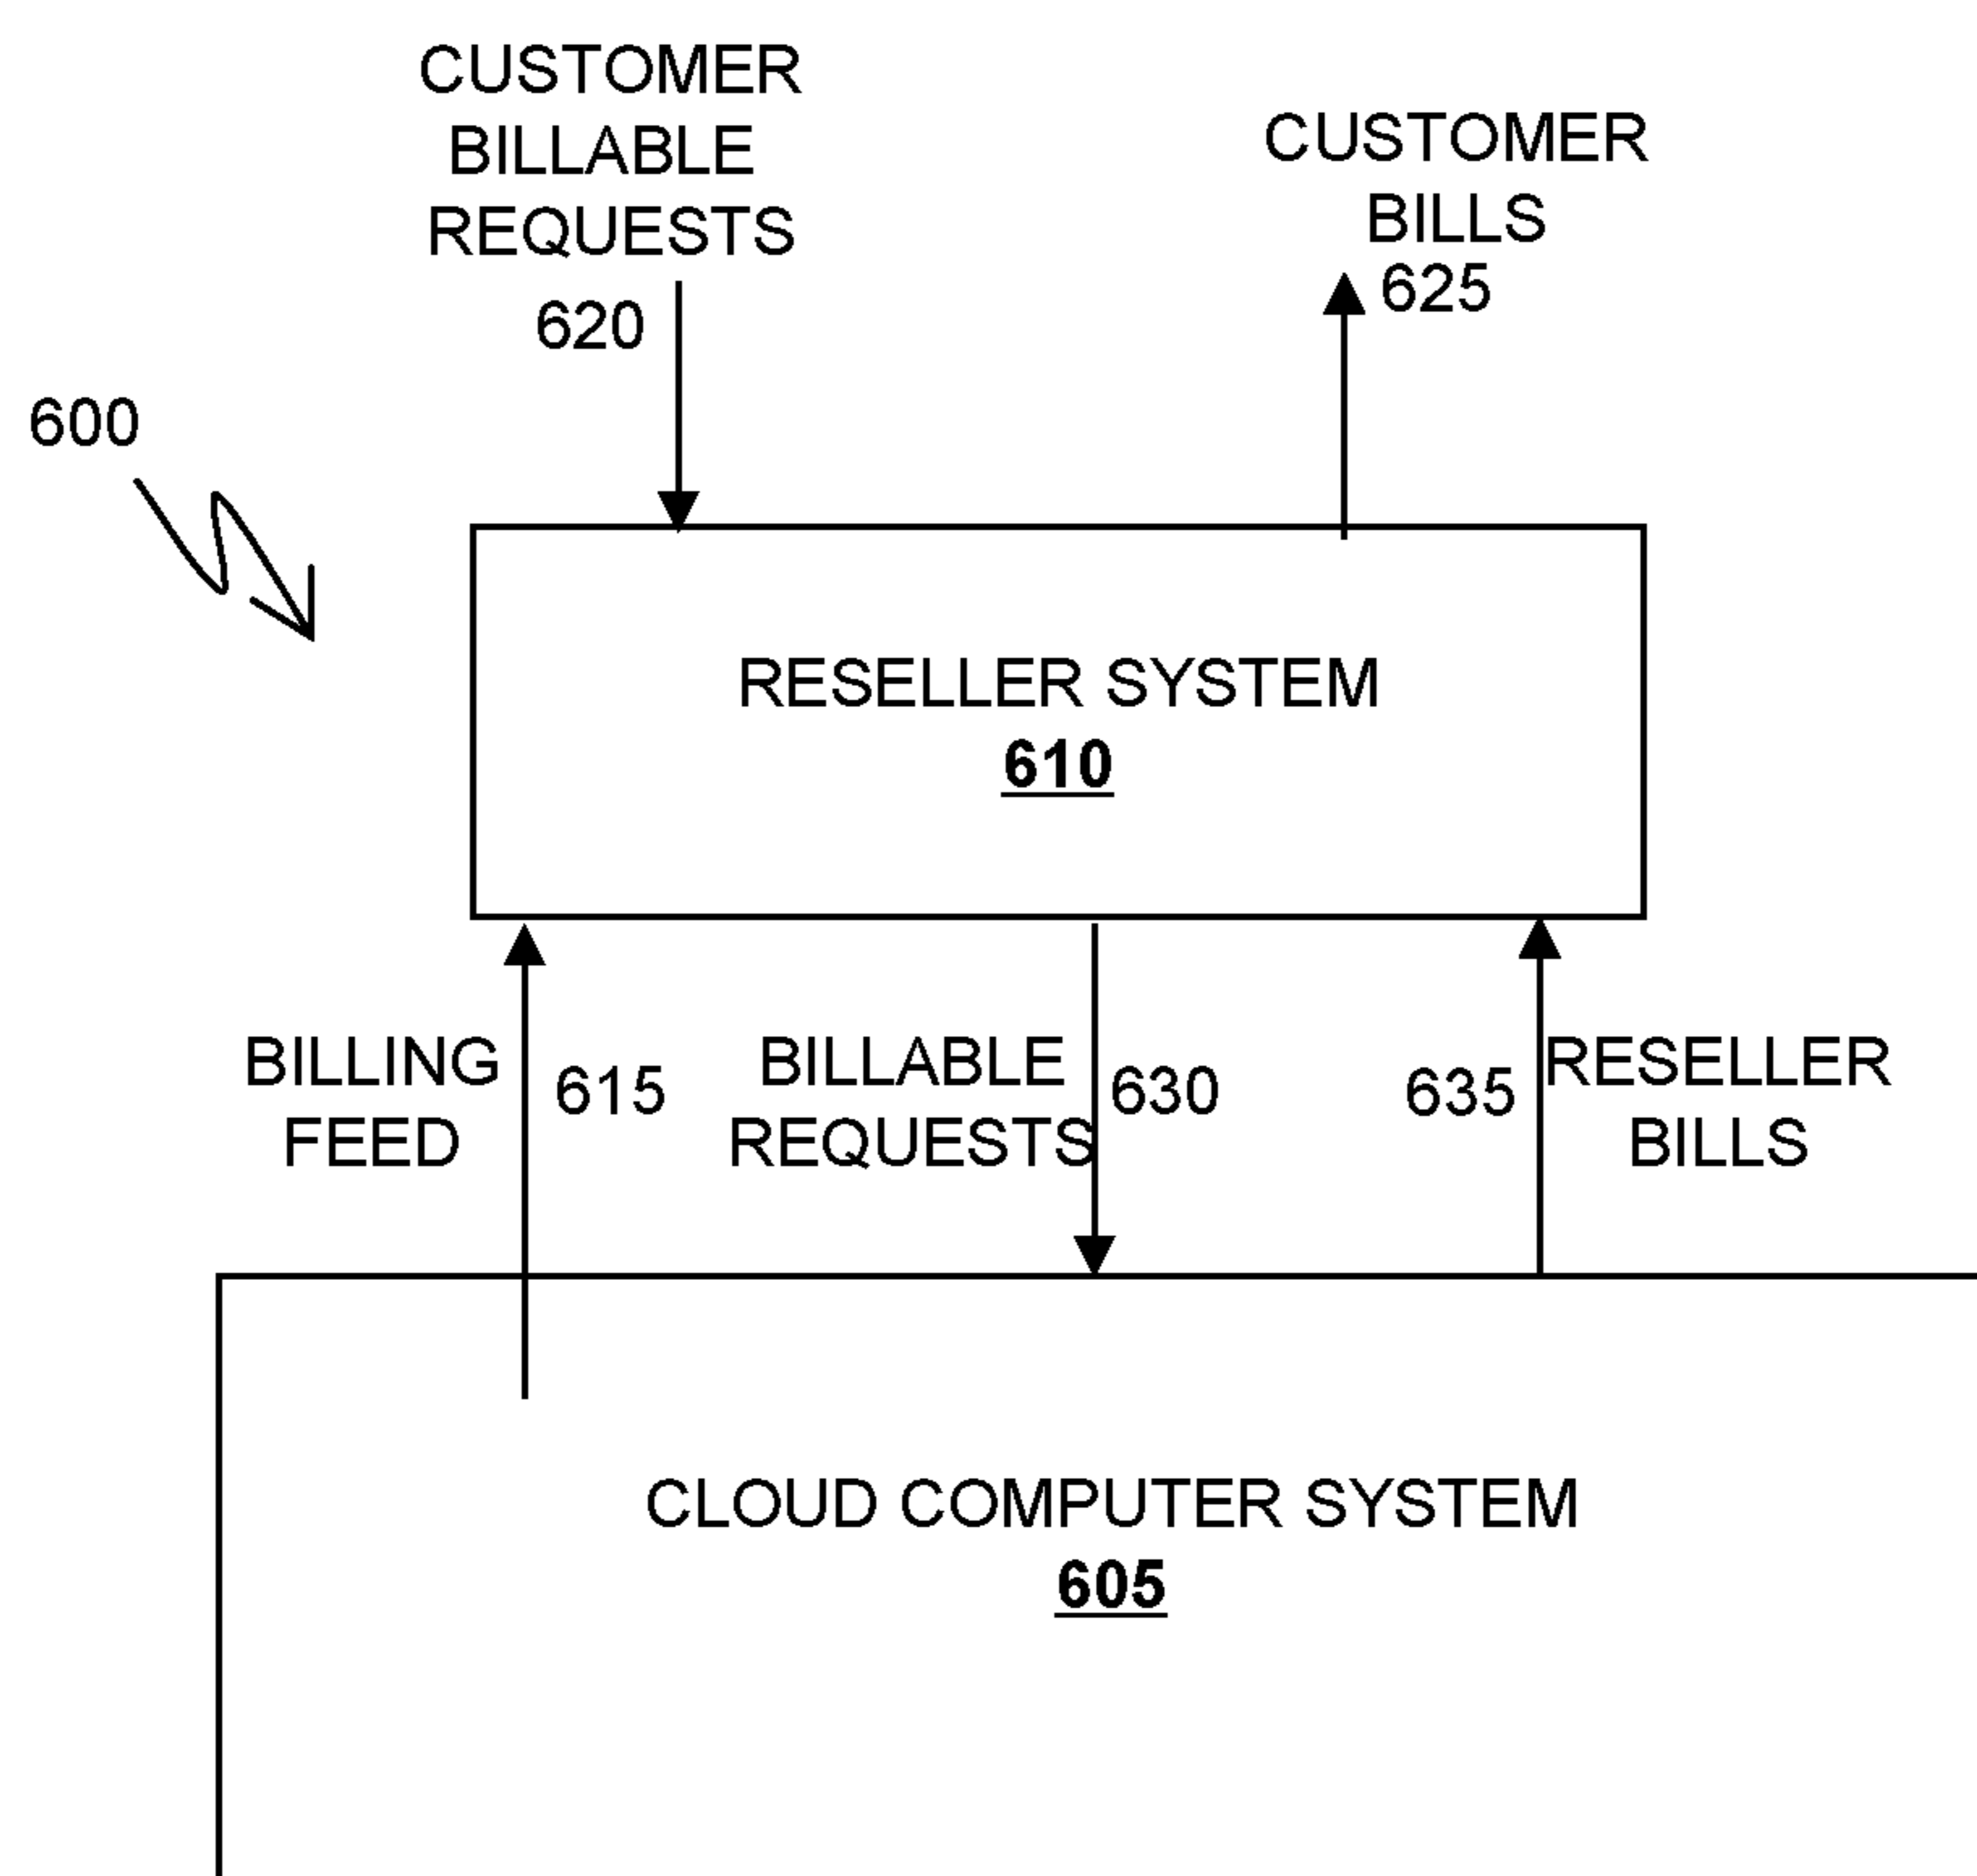 CUSTOMER
BILLABLE
REQUESTS
620
CUSTOMER
BILLS
625
600
RESELLER SYSTEM
610
BILLING
FEED
615
BILLABLE
REQUESTS
630
635
RESELLER
BILLS
CLOUD COMPUTER SYSTEM
605